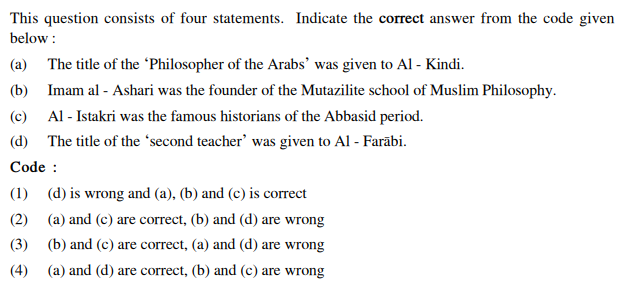 This question consists of four statements. Indicate the correct answer from the code given
below :
(a) The title of the ‘Philosopher of the Arabs’ was given to Al - Kindi.
(b) Imam al - Ashari was the founder of the Mutazilite school of Muslim Philosophy.
(c) Al - Istakri was the famous historians of the Abbasid period.
(d) The title of the ‘second teacher’ was given to Al - Farābi.
Code :
(1) (d) is wrong and (a), (b) and (c) is correct
(2) (a) and (c) are correct, (b) and (d) are wrong
(3) (b) and (c) are correct, (a) and (d) are wrong
(4) (a) and (d) are correct, (b) and (c) are wrong